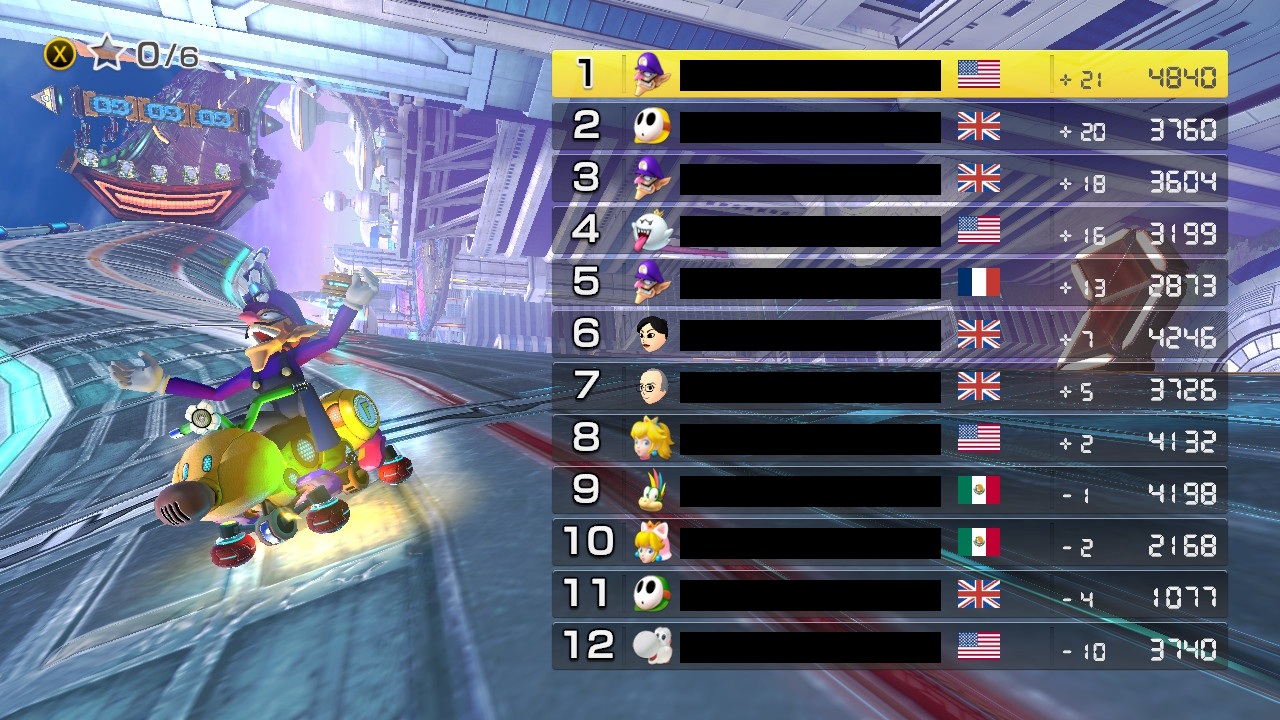 X 0/6
1 + 21 4840
2 + 20 3760
3 + 18 3604
4 + 16 3199
5 + 13 2873
6 + 7 4246
7 + 5 3726
8 + 2 4132
9 - 1 4198
10 - 2 2168
11 - 4 1077
12 - 10 3740